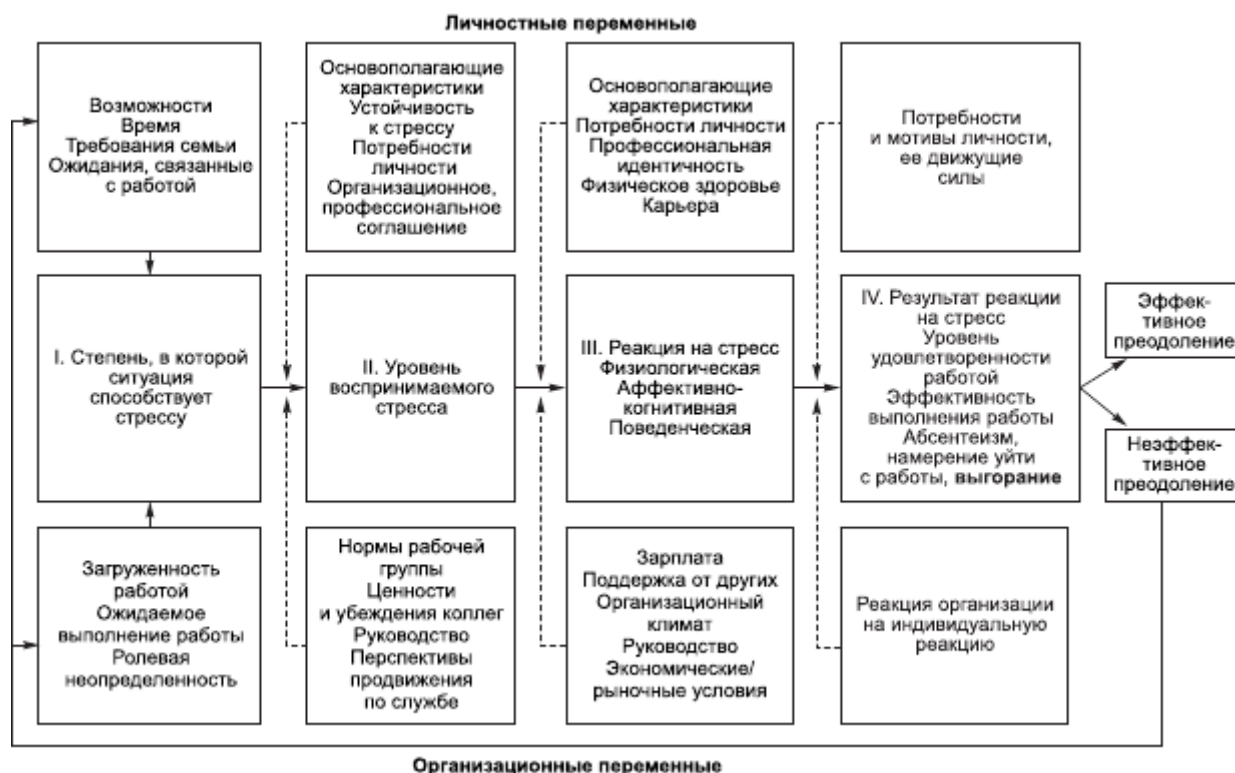 Личностные переменные
Возможности
Время
Требования семьи
Ожидания, связанные
с работой
Основополагающие
характеристики
Устойчивость
к стрессу
Потребности
личности
Организационное,
профессиональное
соглашение
Основополагающие
характеристики
Потребности личности
Профессиональная
идентичность
Физическое здоровье
Карьера
Потребности
и мотивы личности,
ее движущие
силы
I. Степень, в которой
ситуация
способствует
стрессу
II. Уровень
воспринимаемого
стресса
III. Реакция на стресс
Физиологическая
Аффективно-
когнитивная
Поведенческая
IV. Результат реакции
на стресс
Уровень
удовлетворенности
работой
Эффективность
выполнения работы
Абсентеизм,
намерение уйти
с работы, выгорание
Эффек-
тивное
преодоление
Неэффек-
тивное
преодоление
Загруженность
работой
Ожидаемое
выполнение работы
Ролевая
неопределенность
Нормы рабочей
группы
Ценности
и убеждения коллег
Руководство
Перспективы
продвижения
по службе
Зарплата
Поддержка от других
Организационный
климат
Руководство
Экономические/
рыночные условия
Реакция организации
на индивидуальную
реакцию
Организационные переменные